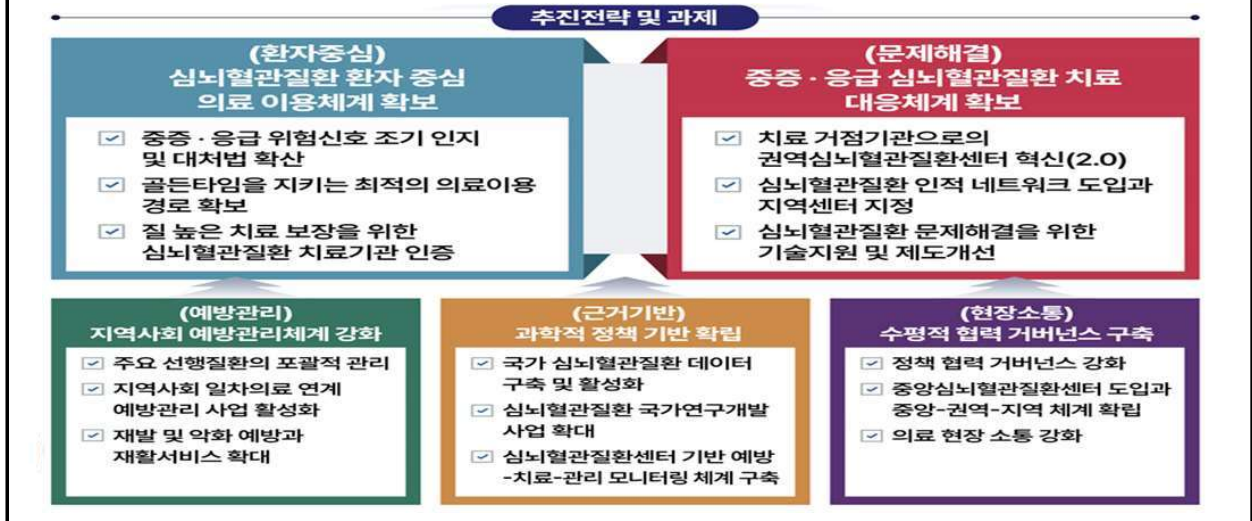 추진전략 및 과제
(환자중심)
심뇌혈관질환 환자 중심
의료 이용체계 확보
중증 · 응급 위험신호 조기 인지
및 대처법 확산
골든타임을 지키는 최적의 의료이용
경로 확보
질 높은 치료 보장을 위한
심뇌혈관질환 치료기관 인증
(문제해결)
중증 · 응급 심뇌혈관질환 치료
대응체계 확보
치료 거점기관으로의
권역심뇌혈관질환센터 혁신(2.0)
심뇌혈관질환 인적 네트워크 도입과
지역센터 지정
심뇌혈관질환 문제해결을 위한
기술지원 및 제도개선
(예방관리)
지역사회 예방관리체계 강화
주요 선행질환의 포괄적 관리
지역사회 일차의료 연계
예방관리 사업 활성화
재발 및 악화 예방과
재활서비스 확대
(근거기반)
과학적 정책 기반 확립
국가 심뇌혈관질환 데이터
구축 및 활성화
심뇌혈관질환 국가연구개발
사업 확대
심뇌혈관질환센터 기반 예방
-치료-관리 모니터링 체계 구축
(현장소통)
수평적 협력 거버넌스 구축
정책 협력 거버넌스 강화
중앙심뇌혈관질환센터 도입과
중앙-권역-지역 체계 확립
의료 현장 소통 강화